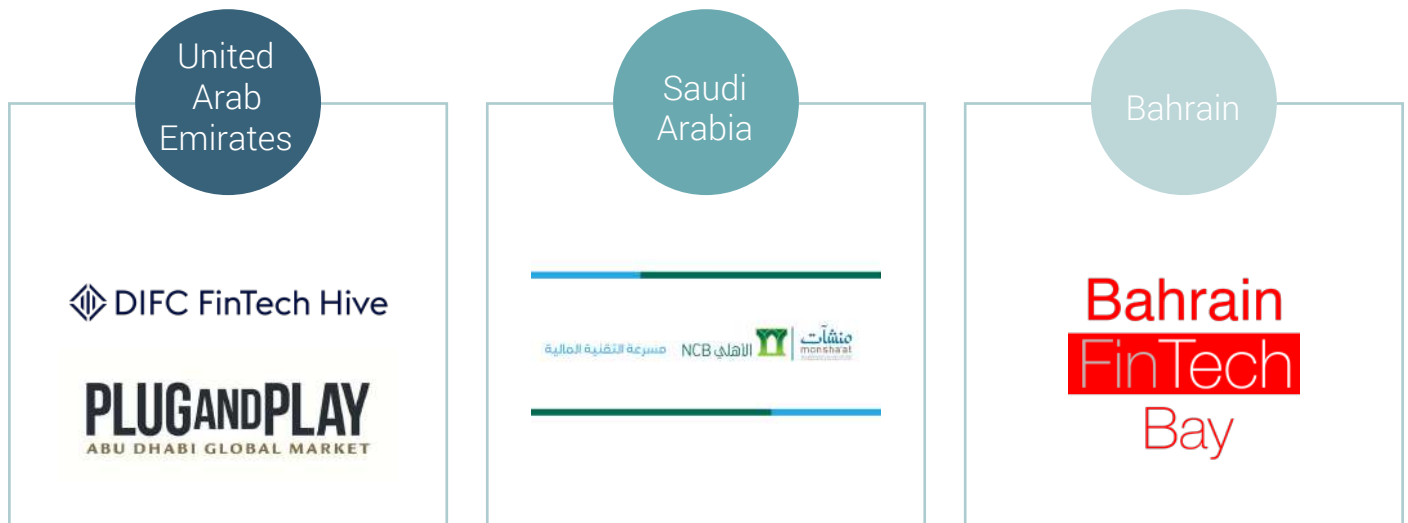 United
Arab
Emirates
DIFC FinTech Hive
PLUGANDPLAY
ABU DHABI GLOBAL MARKET
Saudi
Arabia
منشآت
monsha'at
الأهلي NCB
مسرعة التقنية المالية
Bahrain
Bahrain
FinTech
Bay